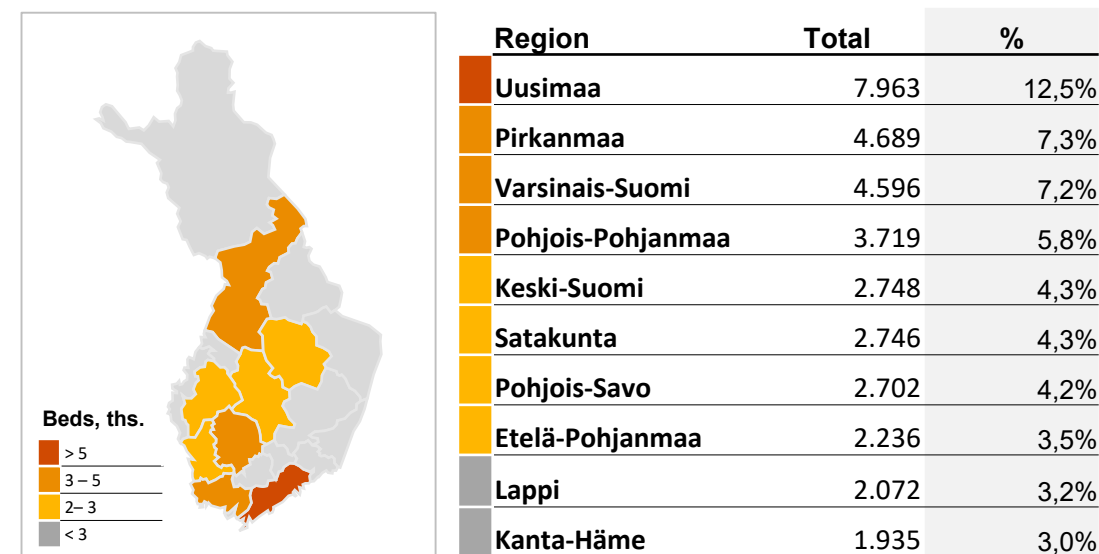 Beds, ths.
> 5
3 – 5
2– 3
< 3
Region Total %
Uusimaa 7.963 12,5%
Pirkanmaa 4.689 7,3%
Varsinais-Suomi 4.596 7,2%
Pohjois-Pohjanmaa 3.719 5,8%
Keski-Suomi 2.748 4,3%
Satakunta 2.746 4,3%
Pohjois-Savo 2.702 4,2%
Etelä-Pohjanmaa 2.236 3,5%
Lappi 2.072 3,2%
Kanta-Häme 1.935 3,0%